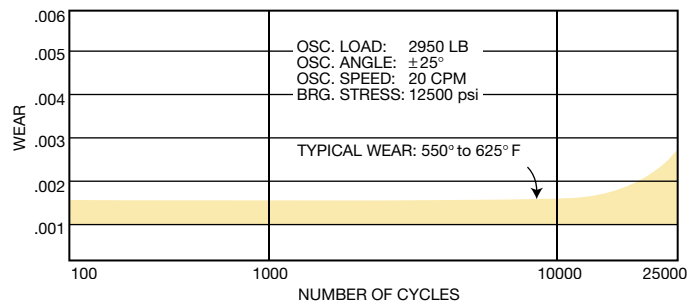 .006
.005
.004
.003
.002
.001
WEAR
OSC. LOAD: 2950 LB
OSC. ANGLE: ±25°
OSC. SPEED: 20 CPM
BRG. STRESS: 12500 psi
TYPICAL WEAR: 550° to 625° F
100 1000 10000 25000
NUMBER OF CYCLES